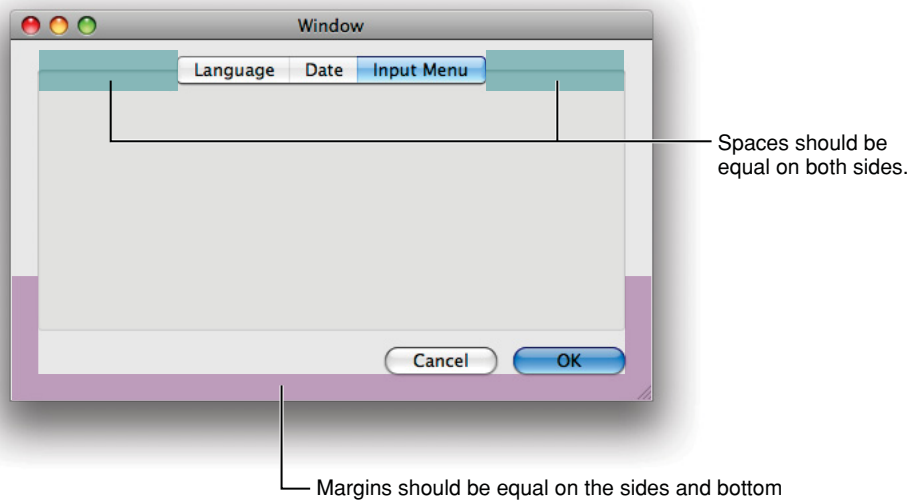 Window
Language Date Input Menu
Spaces should be
equal on both sides.
Cancel OK
Margins should be equal on the sides and bottom